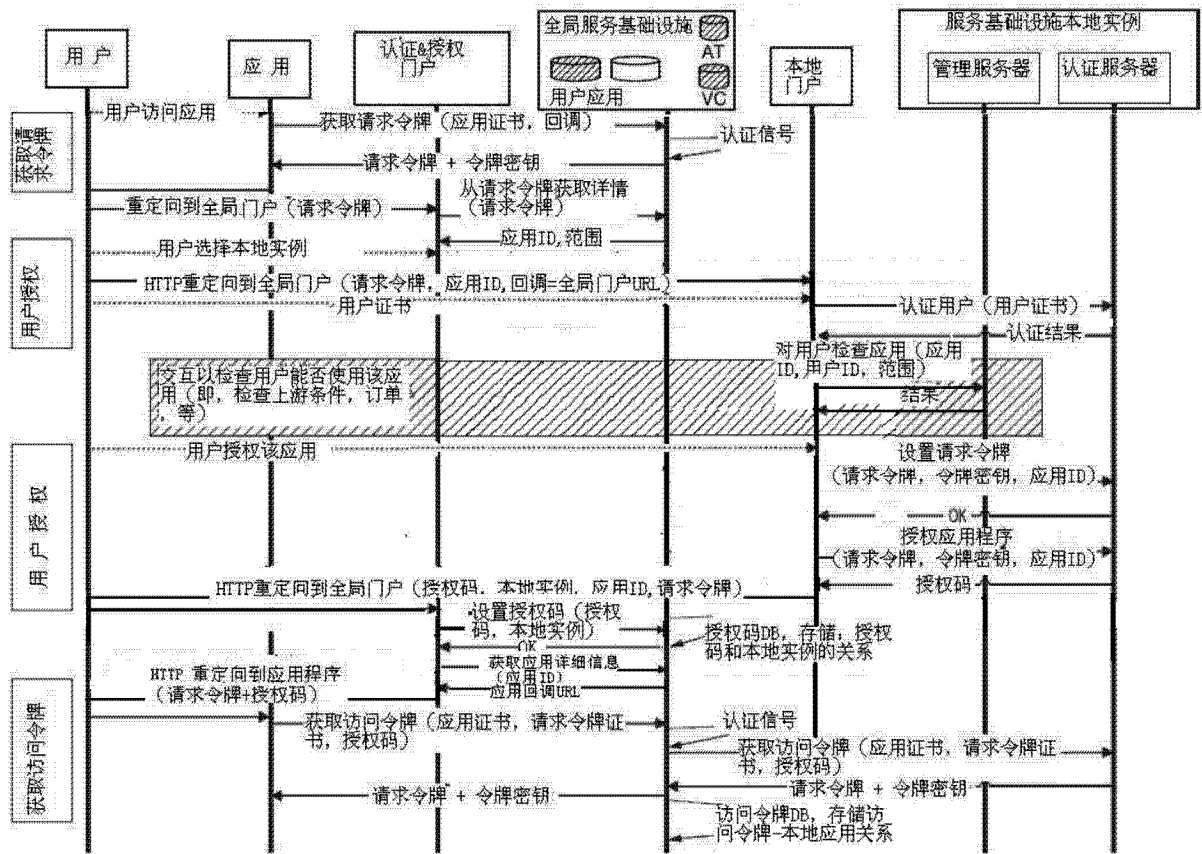 用户
应用
认证&授权
门户
全局服务基础设施
AT
用户应用
VC
本地
门户
服务基础设施本地实例
管理服务器
认证服务器
获取请
求令牌
用户访问应用
获取请求令牌（应用证书，回调）
认证信号
请求令牌 + 令牌密钥
从请求令牌获取详情
（请求令牌）
重定向到全局门户（请求令牌）
应用ID,范围
用户授权
用户选择本地实例
HTTP重定向到全局门户（请求令牌，应用ID,回调=全局门户URL）
用户证书
认证用户（用户证书）
认证结果
对用户检查应用（应用
ID,用户ID，范围）
结果
交互以检查用户能否使用该应
用（即，检查上游条件，订单
，等）
用户授权
用户授权该应用
设置请求令牌
（请求令牌，令牌密钥，应用ID）
OK
授权应用程序
（请求令牌，令牌密钥，应用ID）
授权码
HTTP重定向到全局门户（授权码，本地实例，应用ID,请求令牌）
设置授权码（授权
码，本地实例）
OK
授权码DB，存储，授权
码和本地实例的关系
获取应用详细信息
（应用ID）
应用回调URL
HTTP 重定向到应用程序
（请求令牌+授权码）
获取访问令牌
获取访问令牌（应用证书，请求令牌证
书，授权码）
认证信号
获取访问令牌（应用证书，请求令牌证
书，授权码）
请求令牌 + 令牌密钥
请求令牌 + 令牌密钥
访问令牌DB，存储访
问令牌-本地应用关系